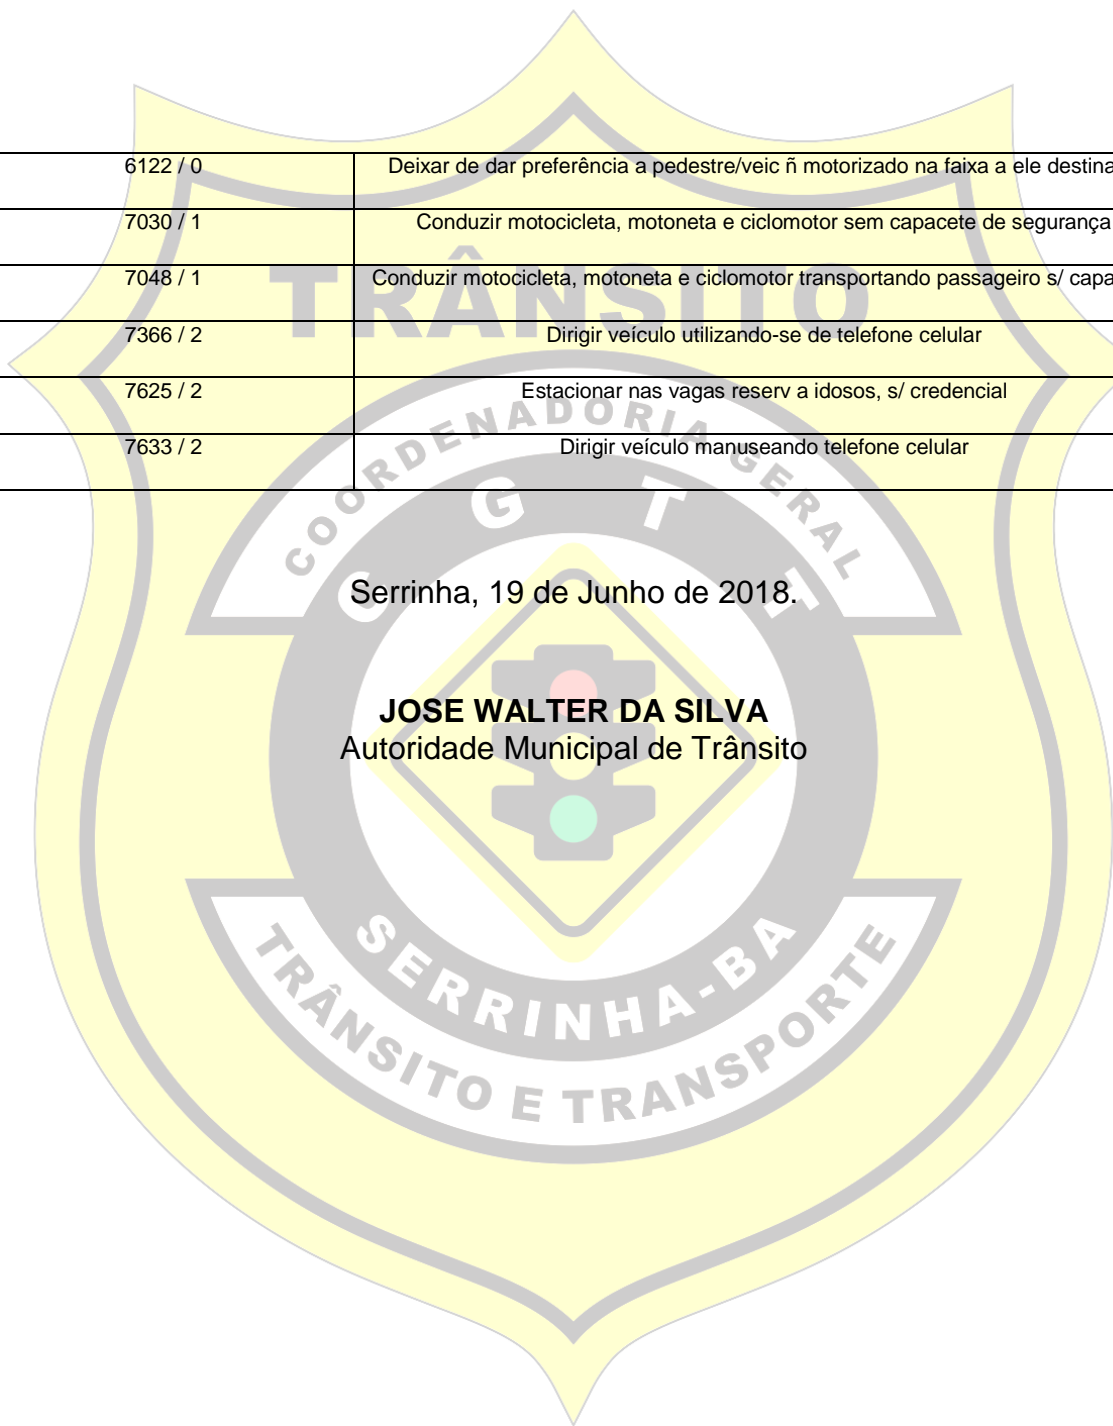 6122 / 0 Deixar de dar preferência a pedestre/veic ñ motorizado na faixa a ele destina
7030 / 1 Conduzir motocicleta, motoneta e ciclomotor sem capacete de segurança
7048 / 1 Conduzir motocicleta, motoneta e ciclomotor transportando passageiro s/ capa
TRÂNSITO
7366 / 2 Dirigir veículo utilizando-se de telefone celular
7625 / 2 Estacionar nas vagas reserv a idosos, s/ credencial
7633 / 2 Dirigir veículo manuseando telefone celular
COORDENADORIA GERAL
C G T T
Serrinha, 19 de Junho de 2018.
JOSE WALTER DA SILVA
Autoridade Municipal de Trânsito
SERRINHA-BA
TRÂNSITO E TRANSPORTE